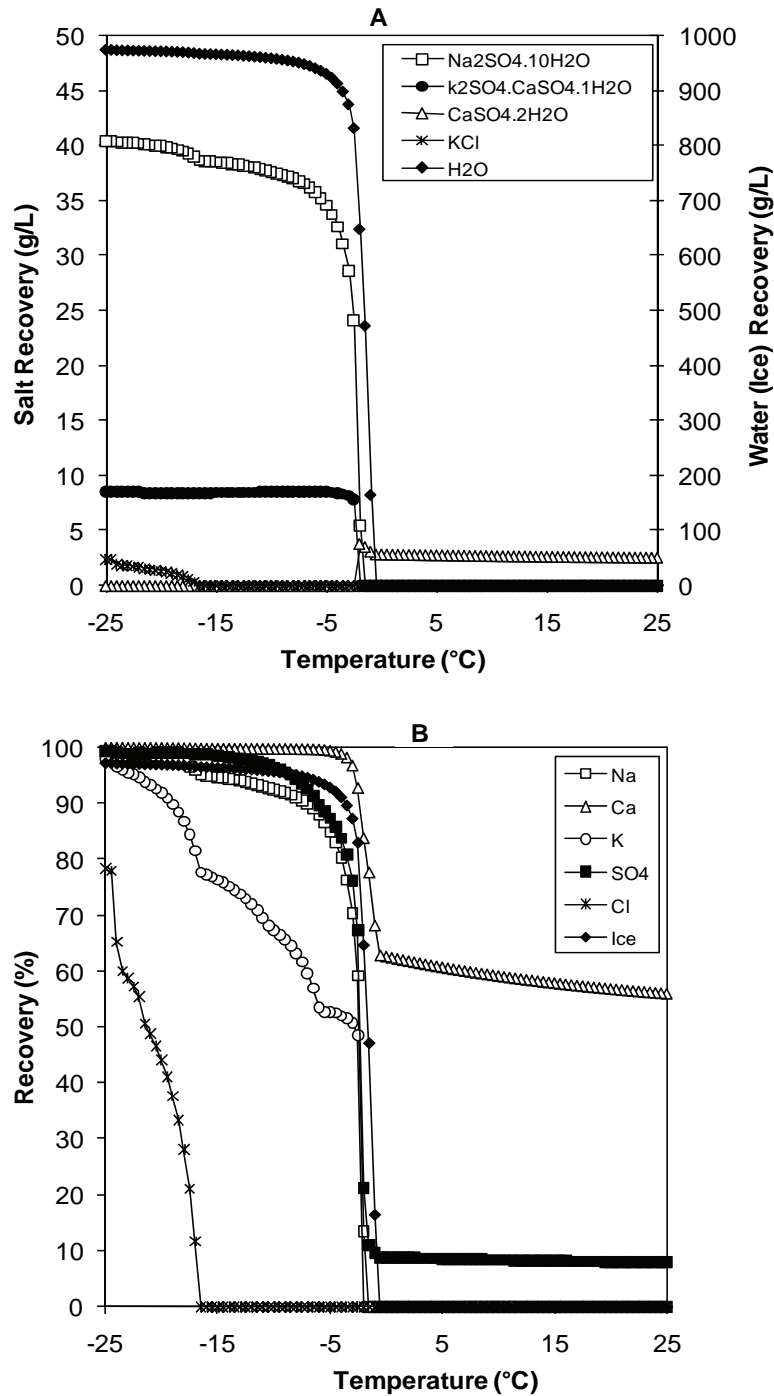 A
50
45
40
35
30
25
20
15
10
5
0
Salt Recovery (g/L)
1000
900
800
700
600
500
400
300
200
100
0
Water (Ice) Recovery (g/L)
Na2SO4.10H2O
k2SO4.CaSO4.1H2O
CaSO4.2H2O
KCl
H2O
-25 -15 -5 5 15 25
Temperature (°C)
B
100
90
80
70
60
50
40
30
20
10
0
Recovery (%)
Na
Ca
K
SO4
Cl
Ice
-25 -15 -5 5 15 25
Temperature (°C)